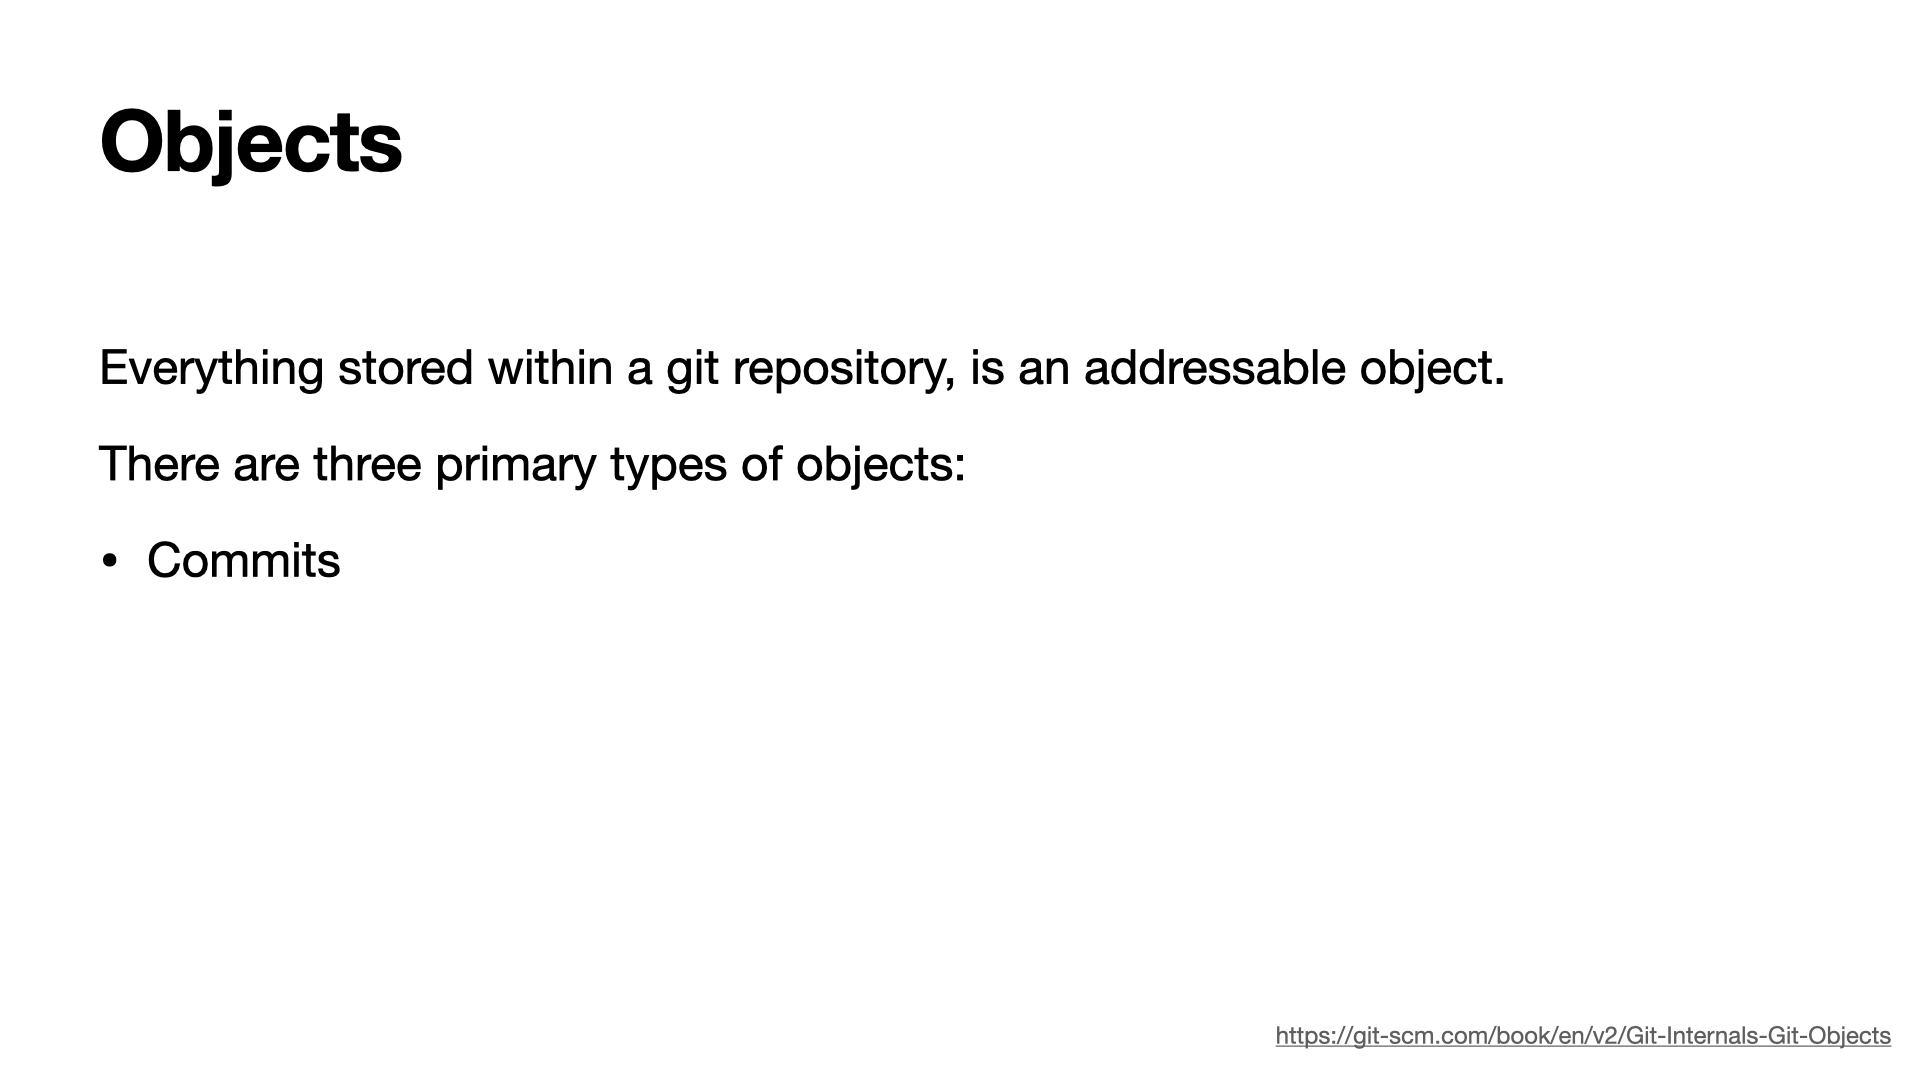 Objects
Everything stored within a git repository, is an addressable object.
There are three primary types of objects:
• Commits
https://git-scm.com/book/en/v2/Git-Internals-Git-Objects